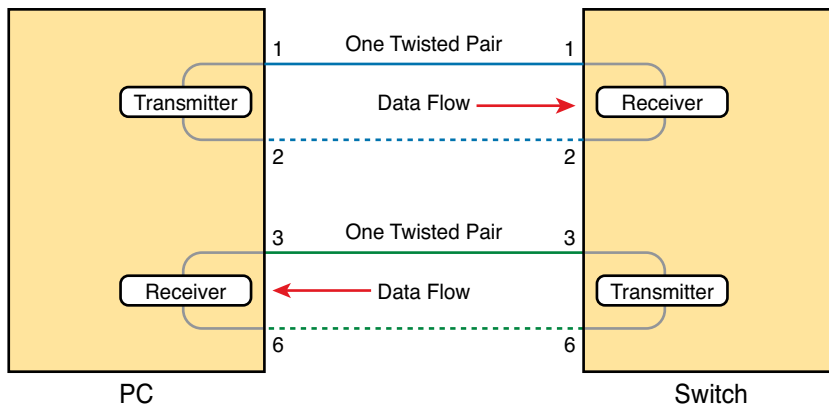 1 One Twisted Pair 1
Transmitter Data Flow Receiver
2 2
3 One Twisted Pair 3
Receiver Data Flow Transmitter
6 6
PC Switch